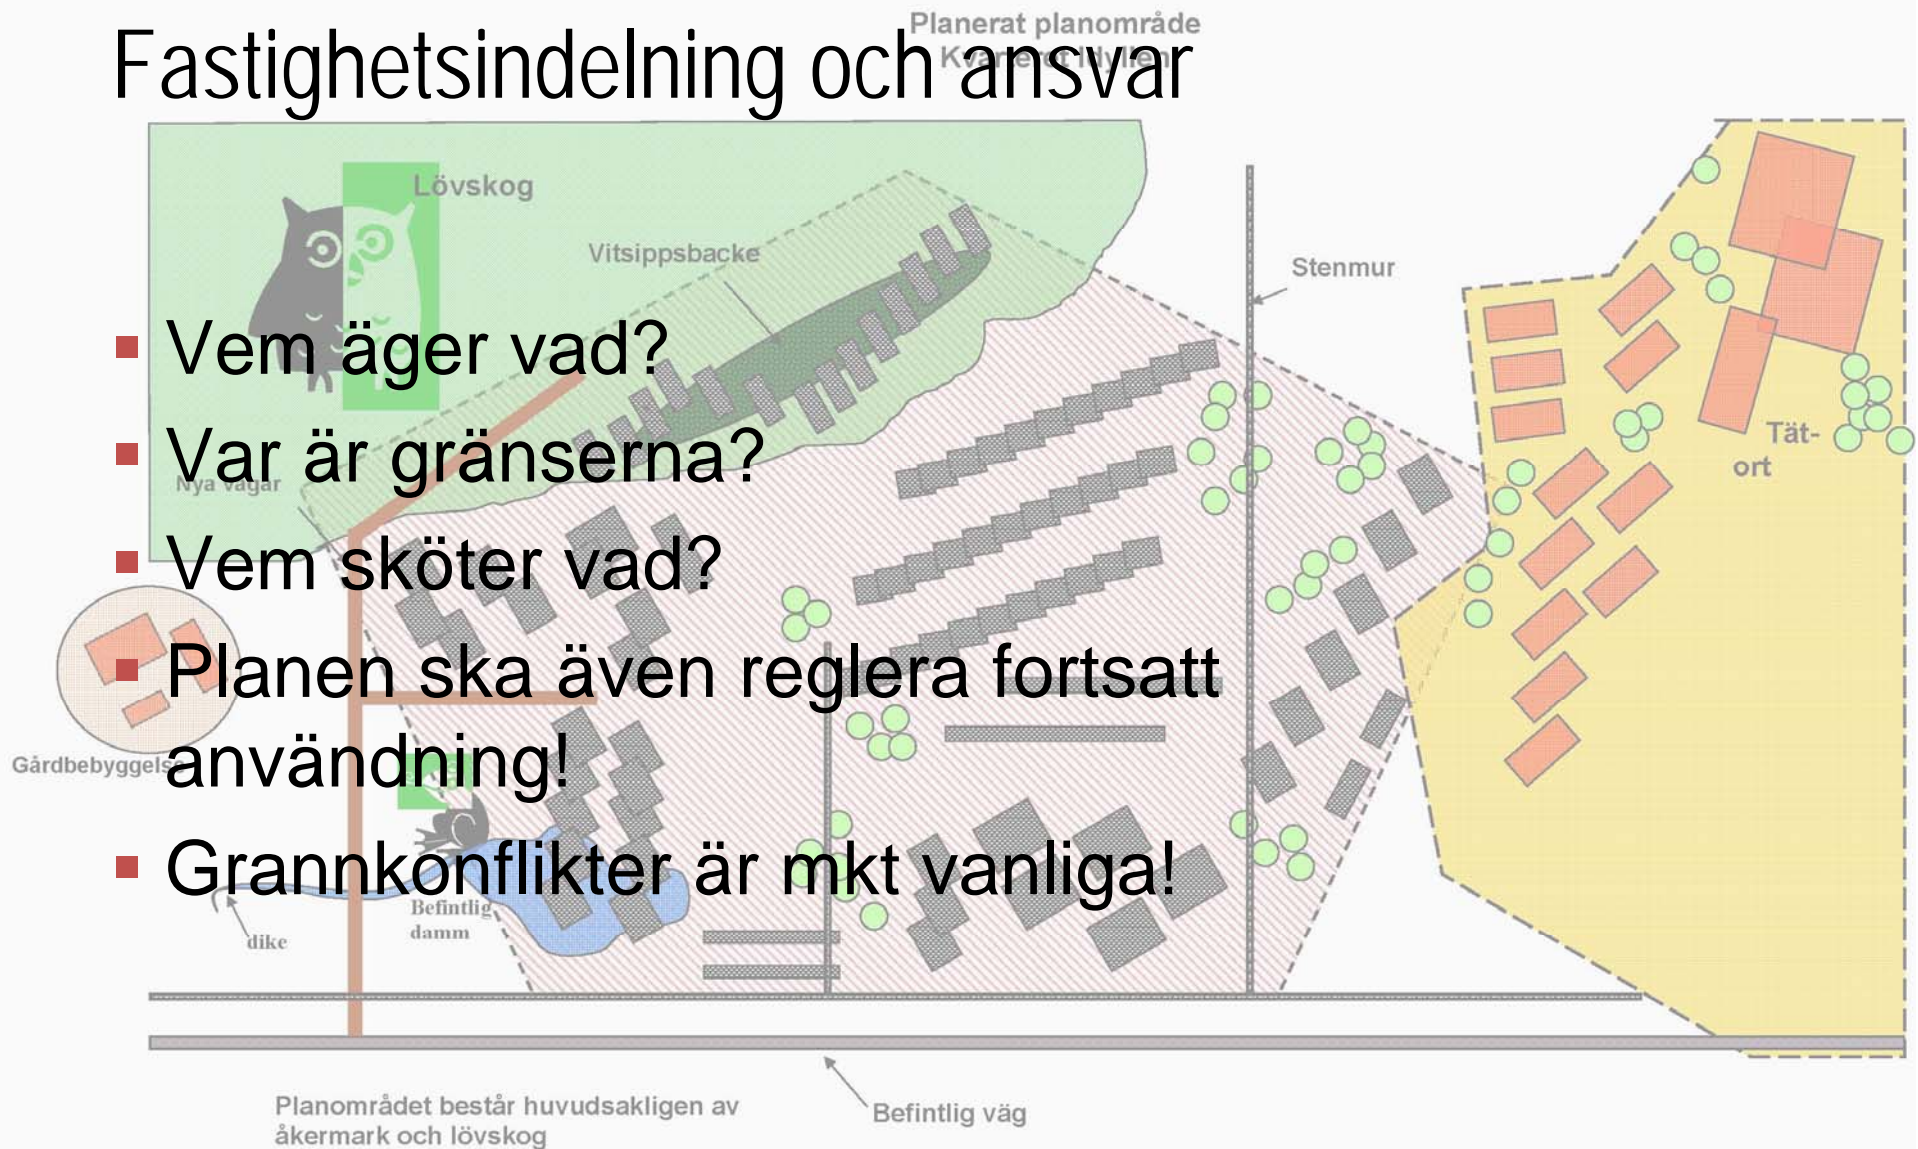 Planerat planområde
Kvarteret Idyllen
Fastighetsindelning och ansvar
Lövskog
Vitsippsbacke
Stenmur
Vem äger vad?
Var är gränserna?
Tät-
ort
Nya vägar
Vem sköter vad?
Planen ska även reglera fortsatt
användning!
Gårdbebyggelse
Grannkonflikter är mkt vanliga!
Befintlig
damm
dike
Planområdet består huvudsakligen av
åkermark och lövskog
Befintlig väg